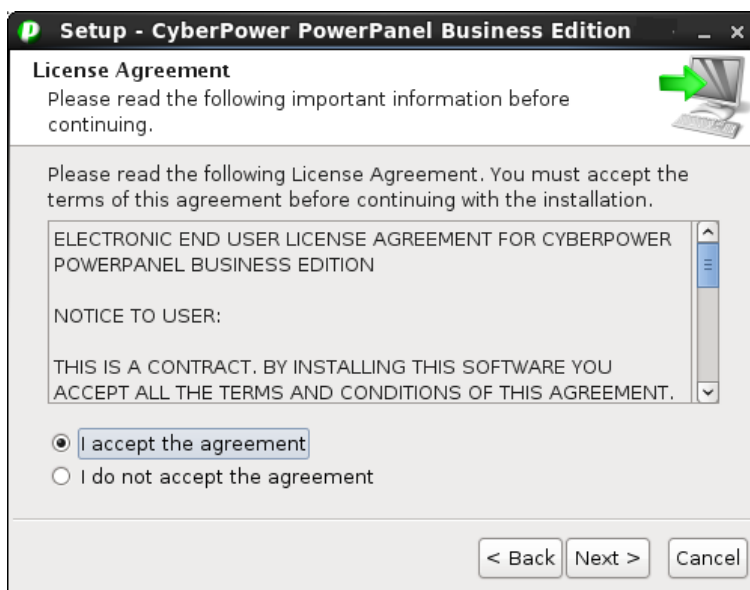 Setup - CyberPower PowerPanel Business Edition
License Agreement
Please read the following important information before
continuing.
Please read the following License Agreement. You must accept the
terms of this agreement before continuing with the installation.
ELECTRONIC END USER LICENSE AGREEMENT FOR CYBERPOWER
POWERPANEL BUSINESS EDITION
NOTICE TO USER:
THIS IS A CONTRACT. BY INSTALLING THIS SOFTWARE YOU
ACCEPT ALL THE TERMS AND CONDITIONS OF THIS AGREEMENT.
I accept the agreement
I do not accept the agreement
< Back Next > Cancel